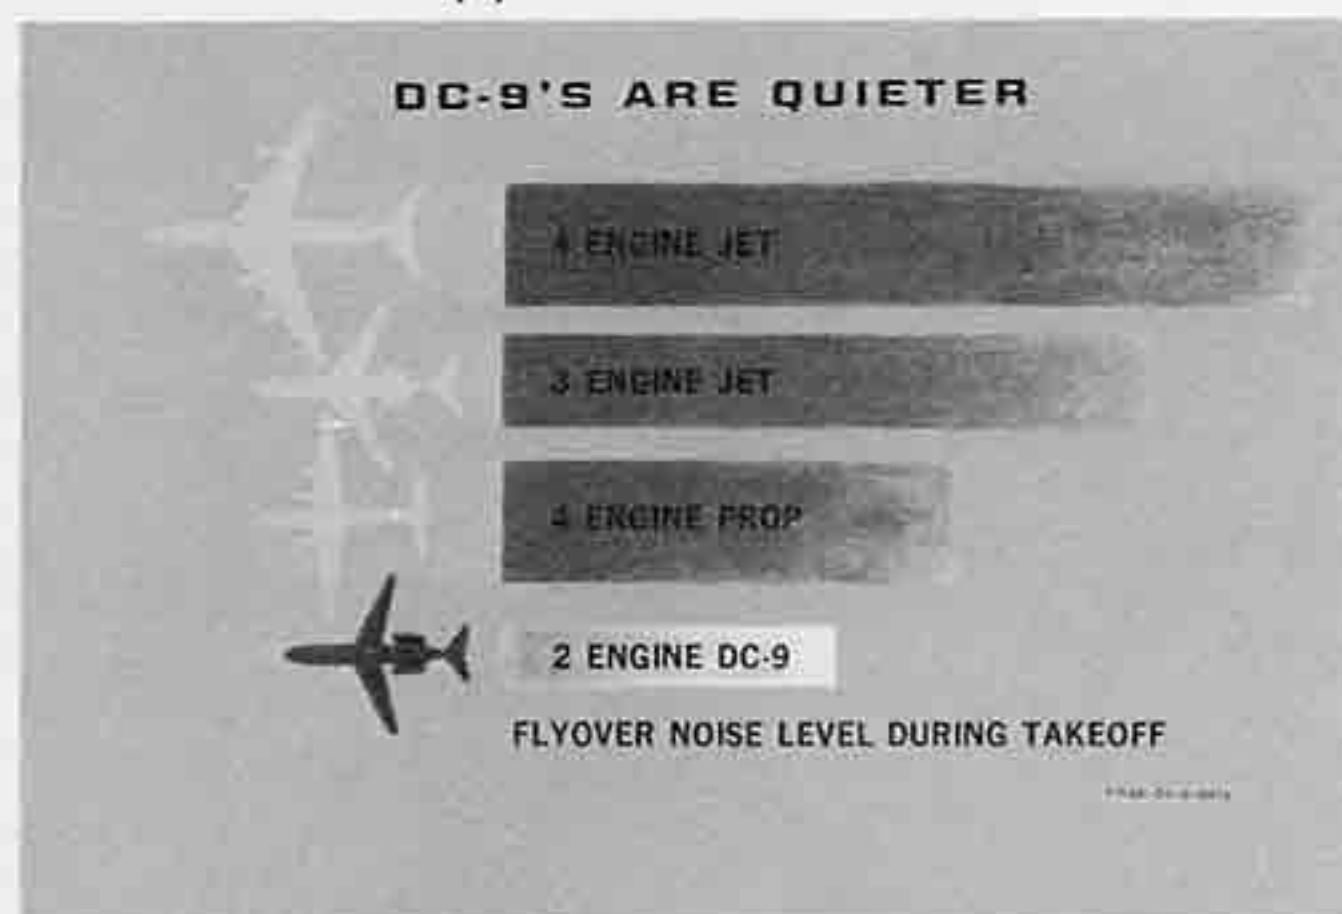 DC-9'S ARE QUIETER
4 ENGINE JET
3 ENGINE JET
4 ENGINE PROP
2 ENGINE DC-9
FLYOVER NOISE LEVEL DURING TAKEOFF